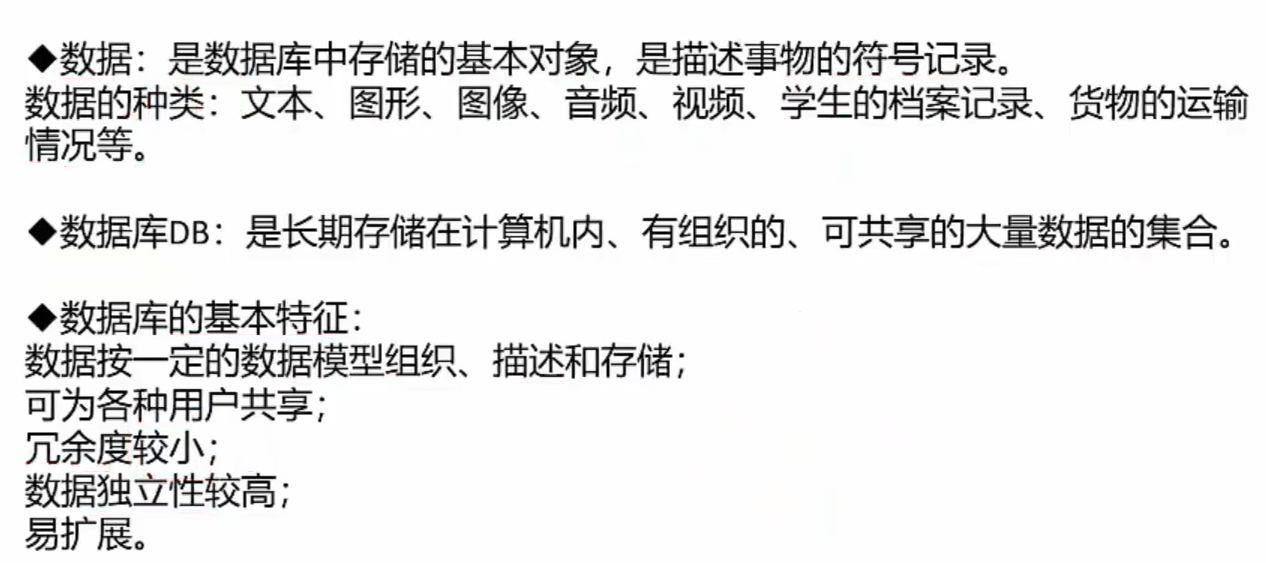 ◆数据：是数据库中存储的基本对象，是描述事物的符号记录。
数据的种类：文本、图形、图像、音频、视频、学生的档案记录、货物的运输
情况等。
◆数据库DB：是长期存储在计算机内、有组织的、可共享的大量数据的集合。
◆数据库的基本特征：
数据按一定的数据模型组织、描述和存储；
可为各种用户共享；
冗余度较小；
数据独立性较高；
易扩展。